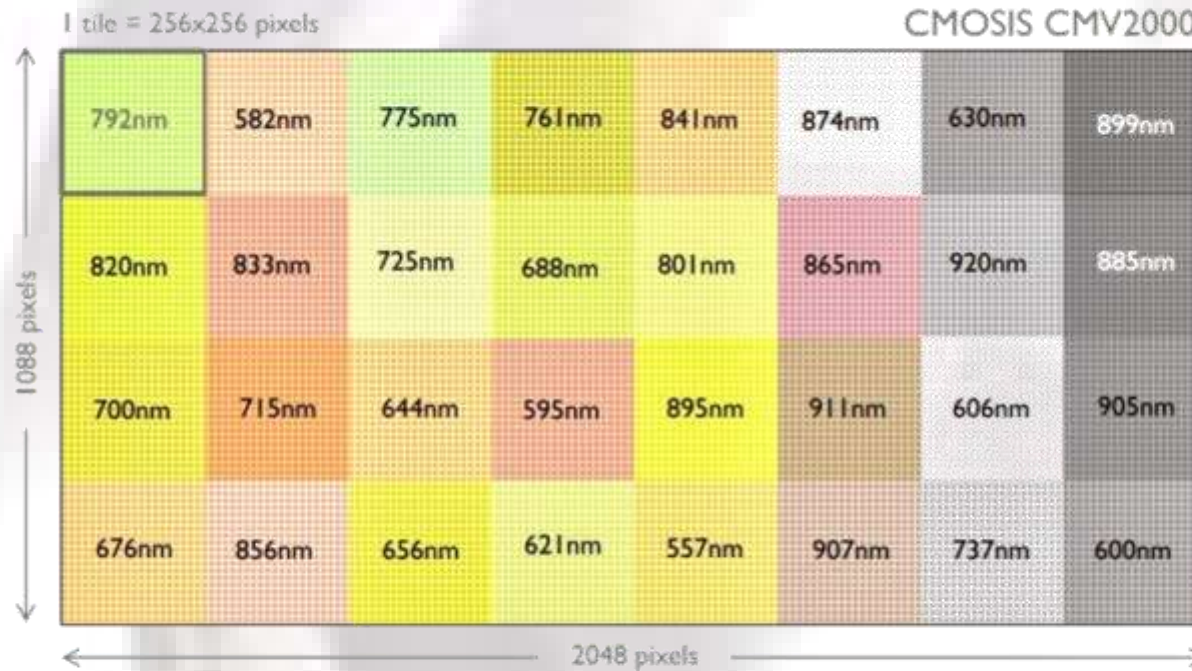 1 tile = 256x256 pixels
CMOSIS CMV2000
792nm 582nm 775nm 761nm 841nm 874nm 630nm 899nm
820nm 833nm 725nm 688nm 801nm 865nm 920nm 885nm
1088 pixels
700nm 715nm 644nm 595nm 895nm 911nm 606nm 905nm
676nm 856nm 656nm 621nm 557nm 907nm 737nm 600nm
2048 pixels